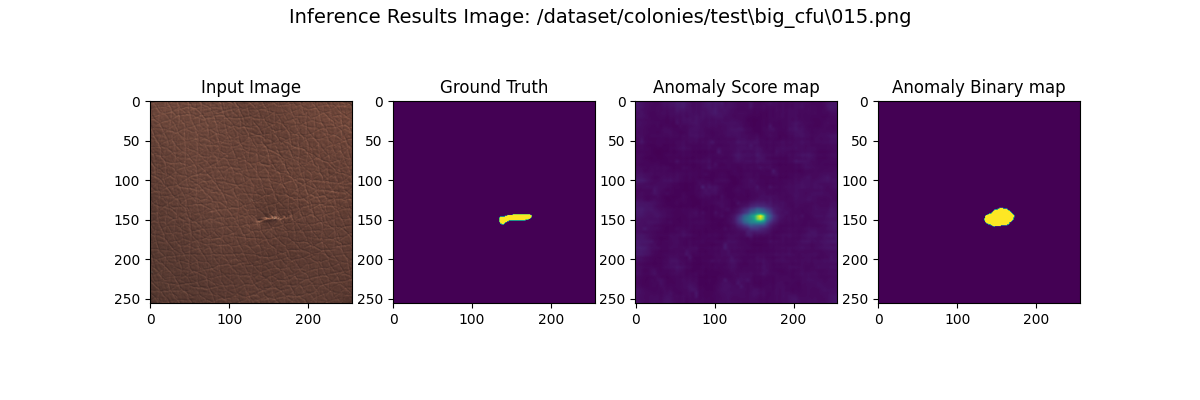 Inference Results Image: /dataset/colonies/test\big_cfu\015.png
Input Image
0
50
100
150
200
250
0 100 200
Ground Truth
0
50
100
150
200
250
0 100 200
Anomaly Score map
0
50
100
150
200
250
0 100 200
Anomaly Binary map
0
50
100
150
200
250
0 100 200